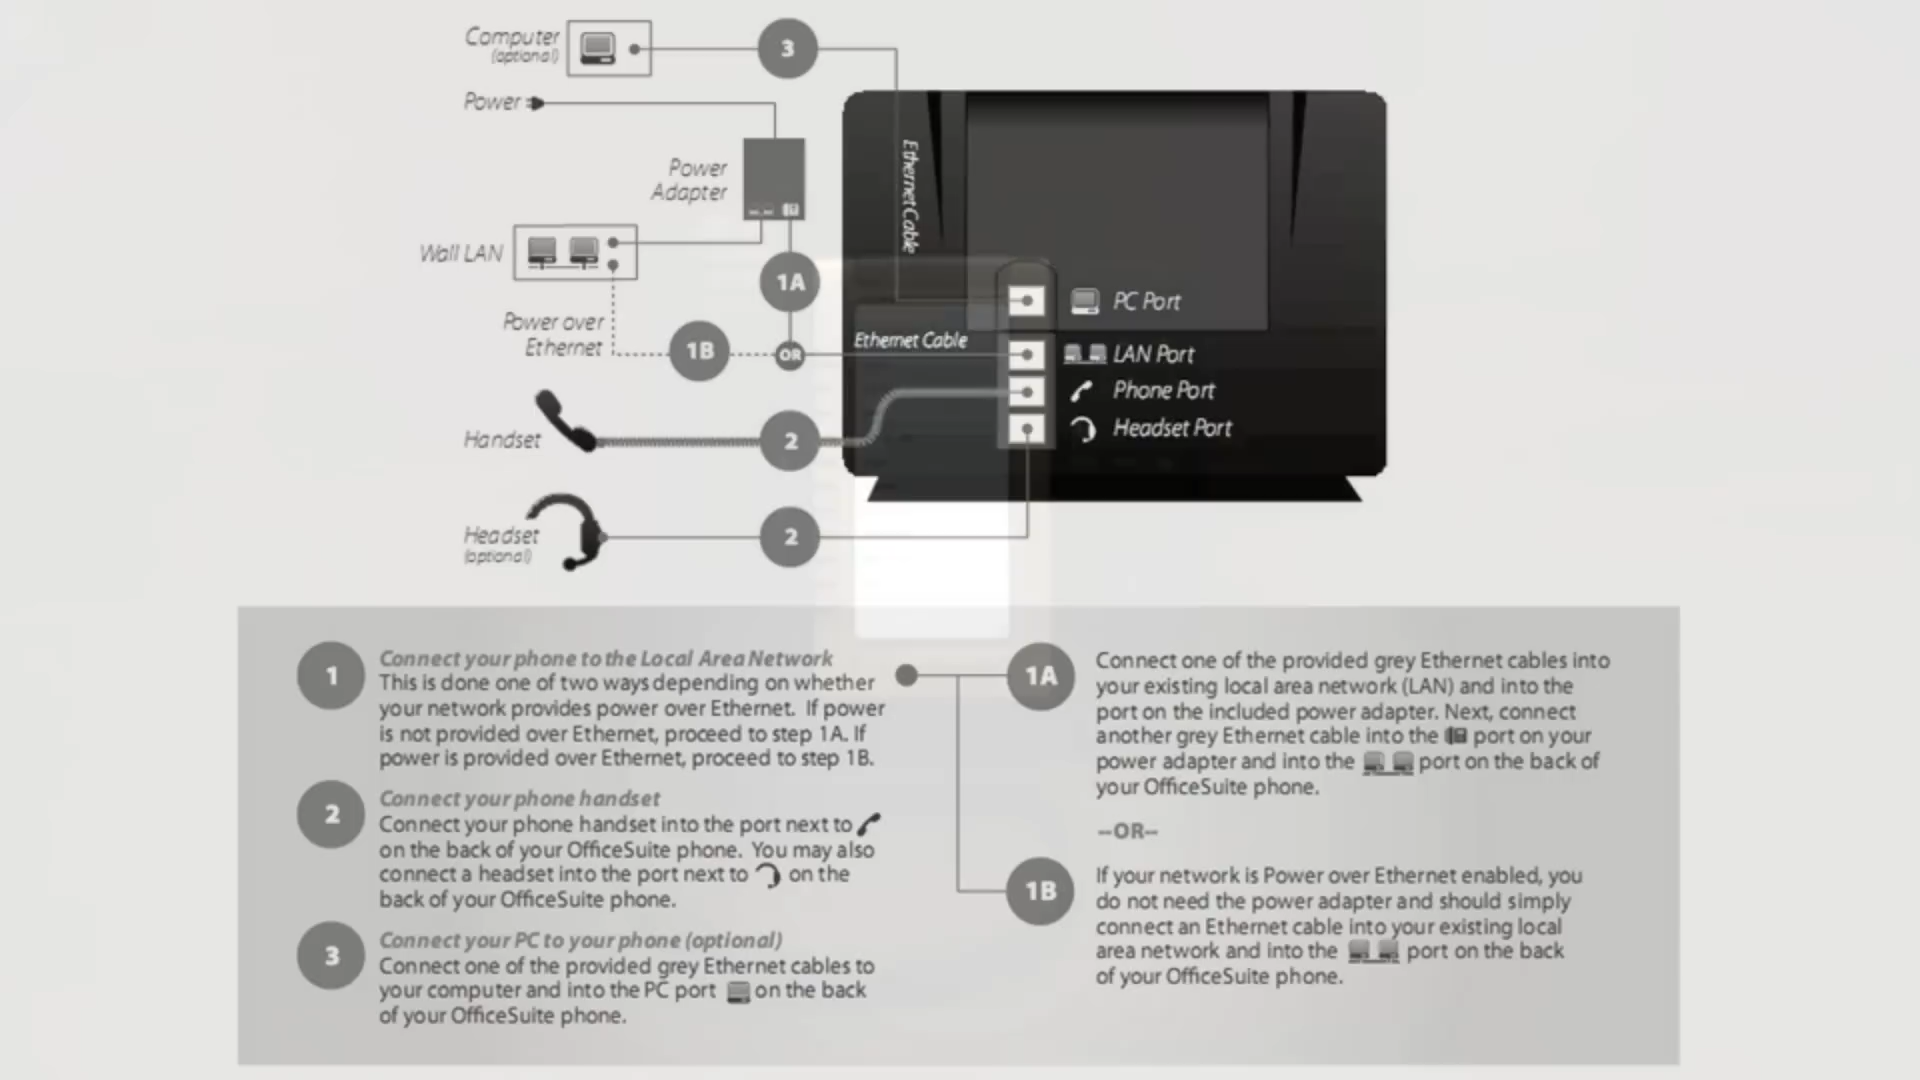 Computer
(optional)
3
Power
Power
Adapter
Ethernet Cable
Wall LAN
1A
PC Port
Power over
Ethernet
1B
OR
Ethernet Cable
LAN Port
Phone Port
Handset
2
Headset Port
Headset
(optional)
2
1
Connect your phone to the Local Area Network
This is done one of two ways depending on whether
your network provides power over Ethernet. If power
is not provided over Ethernet, proceed to step 1A. If
power is provided over Ethernet, proceed to step 1B.
2
Connect your phone handset
Connect your phone handset into the port next to
on the back of your OfficeSuite phone. You may also
connect a headset into the port next to on the
back of your OfficeSuite phone.
3
Connect your PC to your phone (optional)
Connect one of the provided grey Ethernet cables to
your computer and into the PC port on the back
of your OfficeSuite phone.
1A
Connect one of the provided grey Ethernet cables into
your existing local area network (LAN) and into the
port on the included power adapter. Next, connect
another grey Ethernet cable into the port on your
power adapter and into the port on the back of
your OfficeSuite phone.
--OR--
1B
If your network is Power over Ethernet enabled, you
do not need the power adapter and should simply
connect an Ethernet cable into your existing local
area network and into the port on the back
of your OfficeSuite phone.